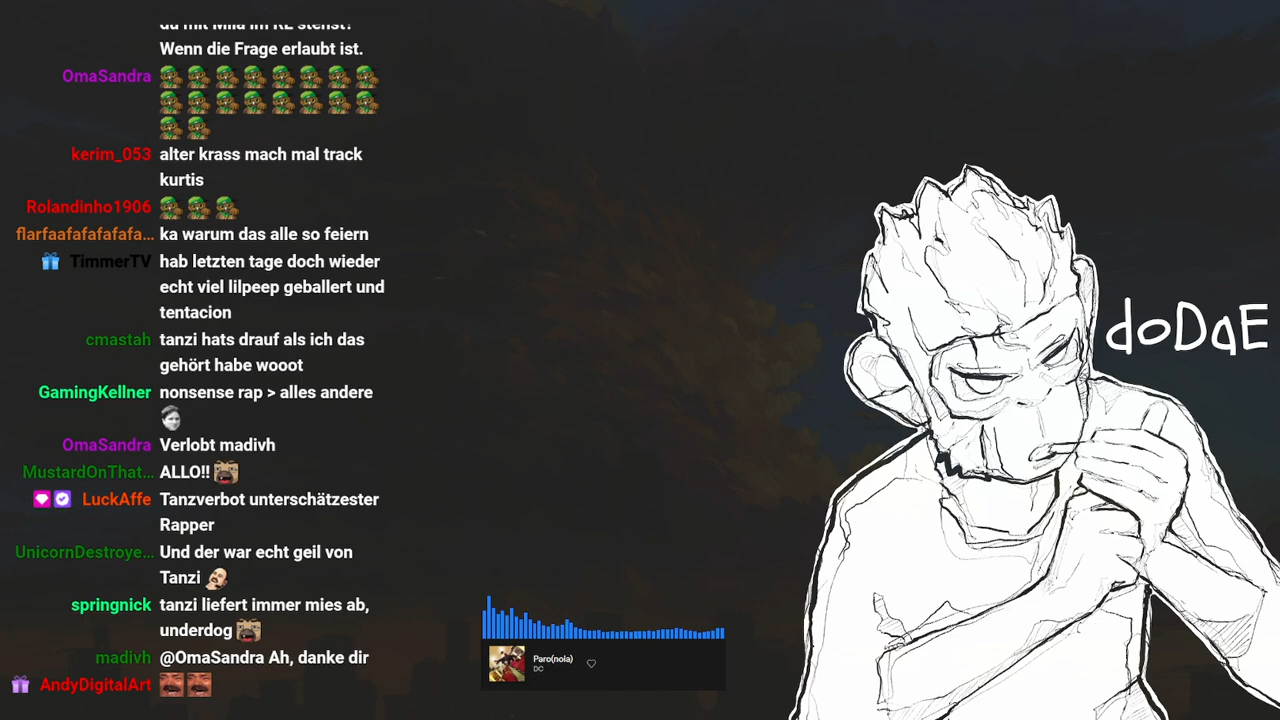 Wenn die Frage erlaubt ist.
OmaSandra
kerim_053 alter krass mach mal track
kurtis
Rolandinho1906
flarfaafafafafafa... ka warum das alle so feiern
TimmerTV hab letzten tage doch wieder
echt viel lilpeep geballert und
tentacion
cmastah tanzi hats drauf als ich das
gehört habe wooot
GamingKellner nonsense rap > alles andere
OmaSandra Verlobt madivh
MustardOnThat... ALLO!!
LuckAffe Tanzverbot unterschätzester
Rapper
UnicornDestroye... Und der war echt geil von
Tanzi
springnick tanzi liefert immer mies ab,
underdog
madivh @OmaSandra Ah, danke dir
AndyDigitalArt
Paro(nola)
DC
doDaE